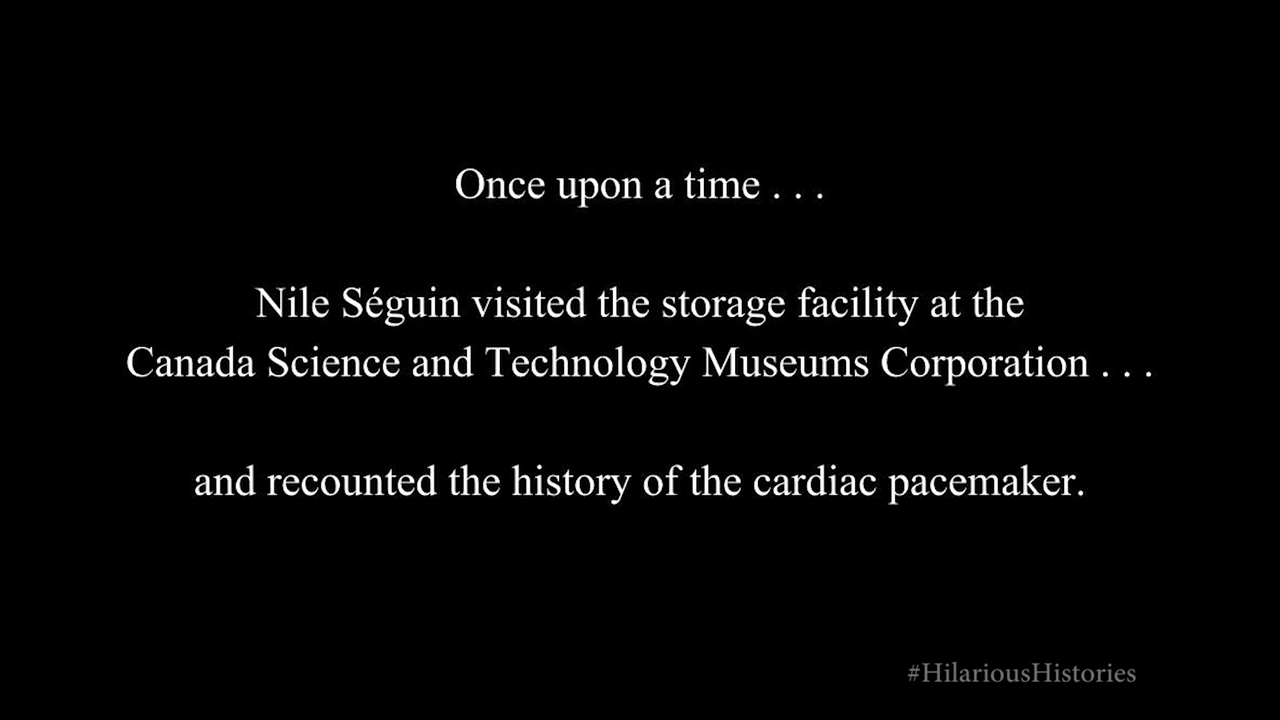 Once upon a time . . .
Nile Séguin visited the storage facility at the
Canada Science and Technology Museums Corporation . . .
and recounted the history of the cardiac pacemaker.
#HilariousHistories